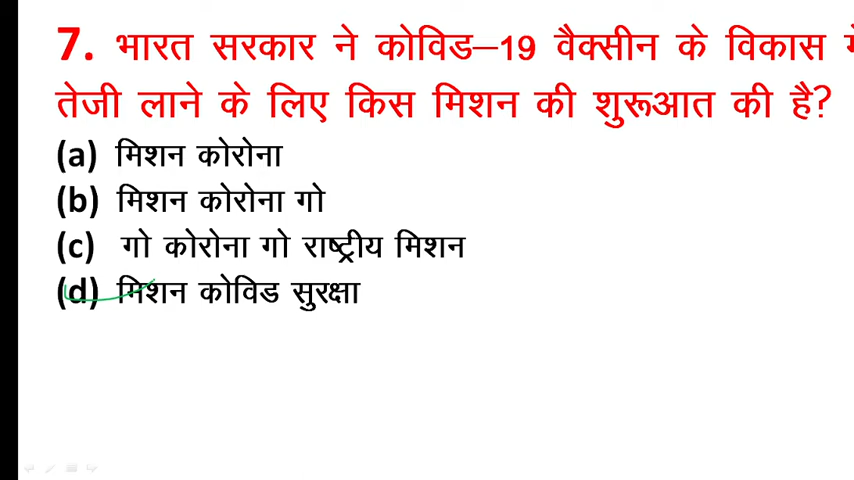 7. भारत सरकार ने कोविड–19 वैक्सीन के विकास में
तेजी लाने के लिए किस मिशन की शुरूआत की है?
(a) मिशन कोरोना
(b) मिशन कोरोना गो
(c) गो कोरोना गो राष्ट्रीय मिशन
(d) मिशन कोविड सुरक्षा